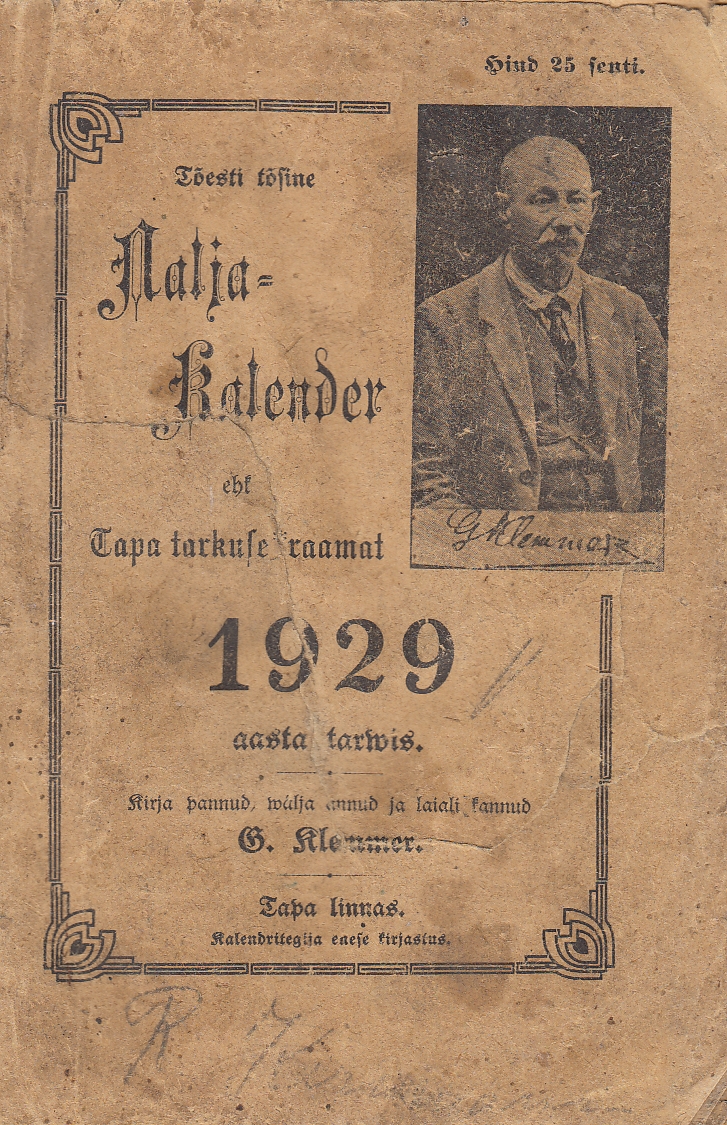 Hind 25 senti.
Tõesti tõsine
Nalja-
Kalender
ehk
Tapa tarkuse raamat
G Klemmer
1929
aasta tarwis.
Kirja pannud, wälja annud ja laiali kannud
G. Klemmer.
Tapa linnas.
Kalendritegija enese kirjastus.